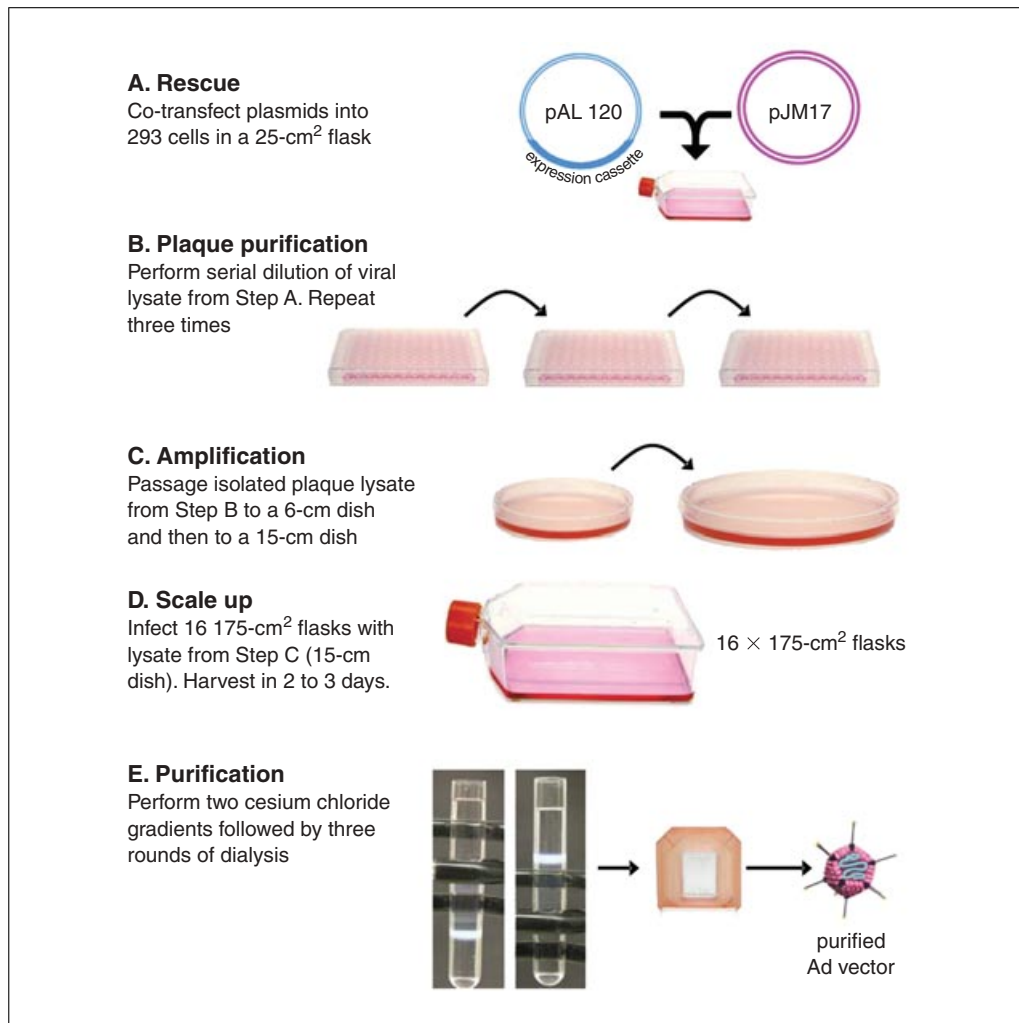 A. Rescue
Co-transfect plasmids into
293 cells in a 25-cm² flask
pAL 120
pJM17
expression cassette
B. Plaque purification
Perform serial dilution of viral
lysate from Step A. Repeat
three times
C. Amplification
Passage isolated plaque lysate
from Step B to a 6-cm dish
and then to a 15-cm dish
D. Scale up
Infect 16 175-cm² flasks with
lysate from Step C (15-cm
dish). Harvest in 2 to 3 days.
16 × 175-cm² flasks
E. Purification
Perform two cesium chloride
gradients followed by three
rounds of dialysis
purified
Ad vector